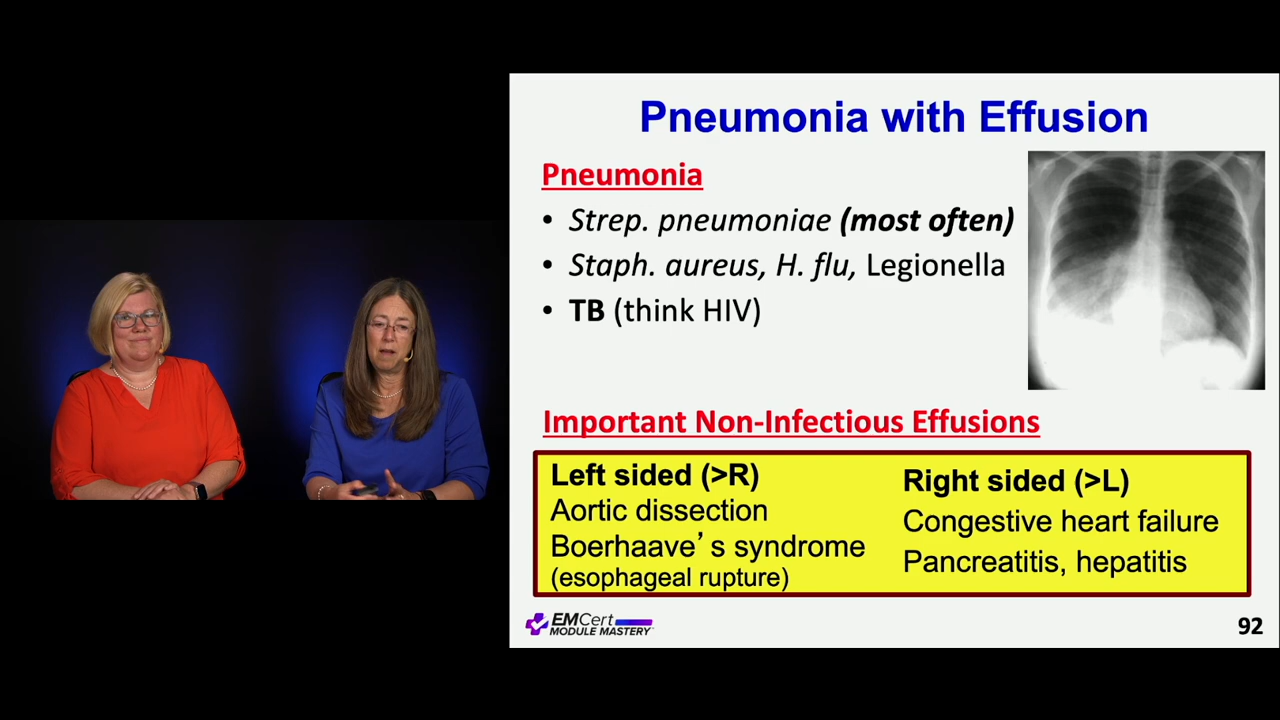 Pneumonia with Effusion
Pneumonia
• Strep. pneumoniae (most often)
• Staph. aureus, H. flu, Legionella
• TB (think HIV)
Important Non-Infectious Effusions
Left sided (>R)
Aortic dissection
Boerhaave’s syndrome
(esophageal rupture)
Right sided (>L)
Congestive heart failure
Pancreatitis, hepatitis
EMCert
MODULE MASTERY
92